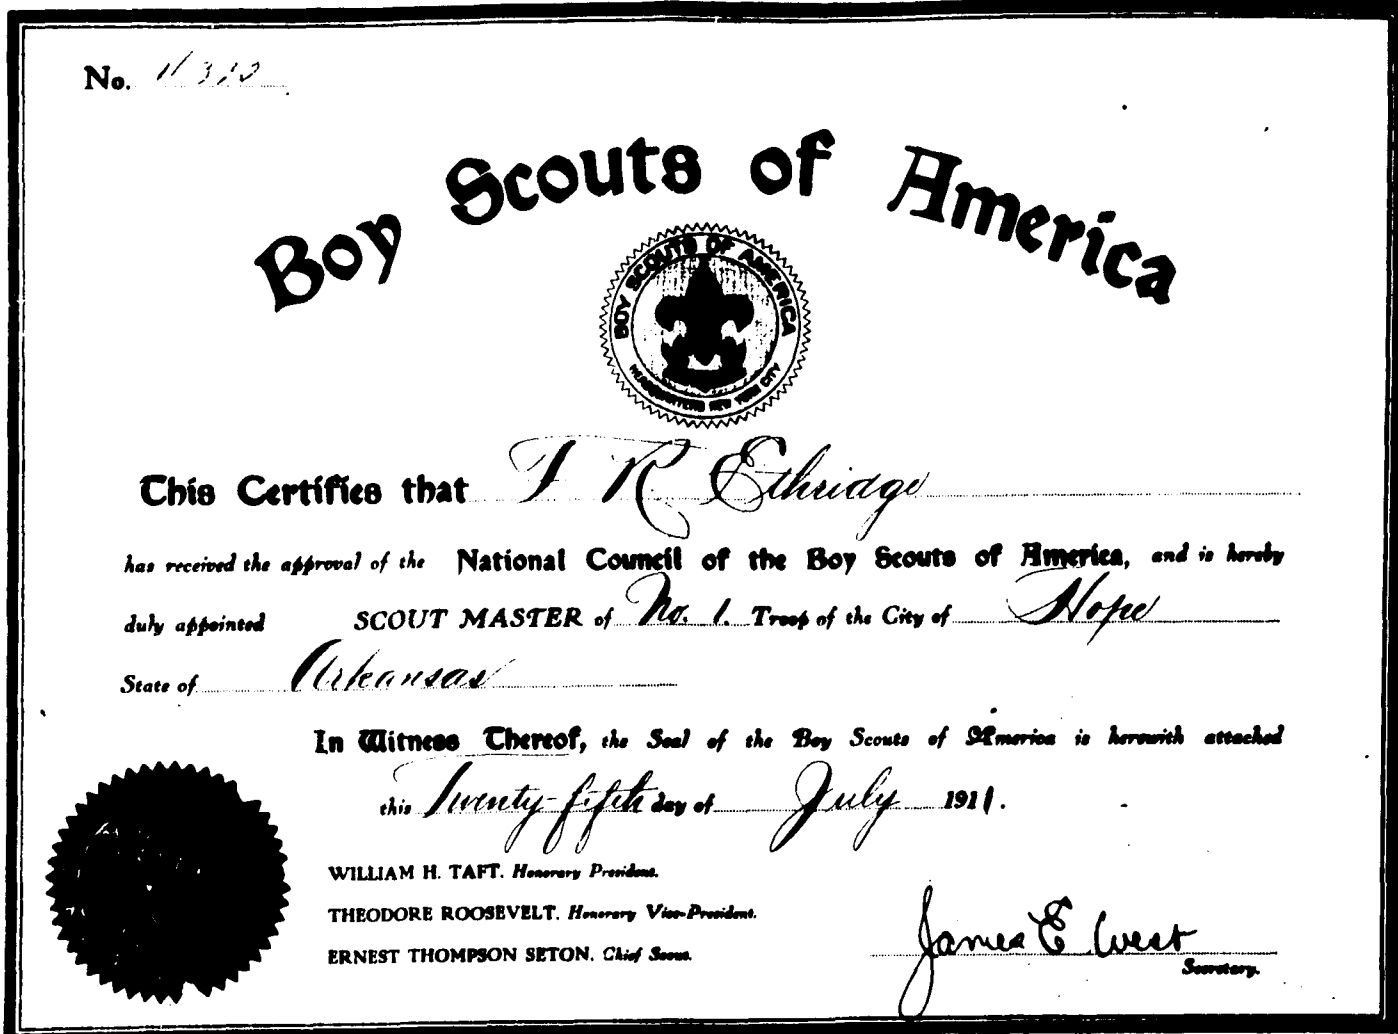 No. 11312
Boy Scouts of America
BOY SCOUTS OF AMERICA
HEADQUARTERS NEW YORK CITY
This Certifies that R Ethridge
has received the approval of the National Council of the Boy Scouts of America, and is hereby
duly appointed SCOUT MASTER of No. 1. Troop of the City of Hope
State of Arkansas
In Witness Thereof, the Seal of the Boy Scouts of America is herewith attached
this Twenty-fifth day of July 1911.
WILLIAM H. TAFT. Honorary President.
THEODORE ROOSEVELT. Honorary Vice-President.
ERNEST THOMPSON SETON. Chief Scout.
James E West
Secretary.